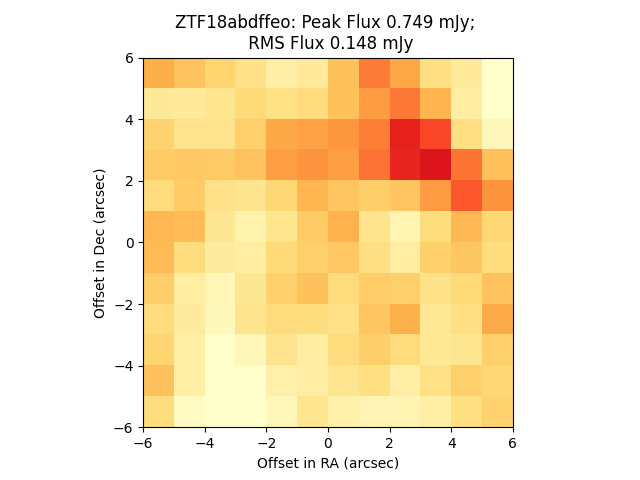 ZTF18abdffeo: Peak Flux 0.749 mJy;
RMS Flux 0.148 mJy
6
4
2
0
−2
−4
−6
Offset in Dec (arcsec)
−6 −4 −2 0 2 4 6
Offset in RA (arcsec)